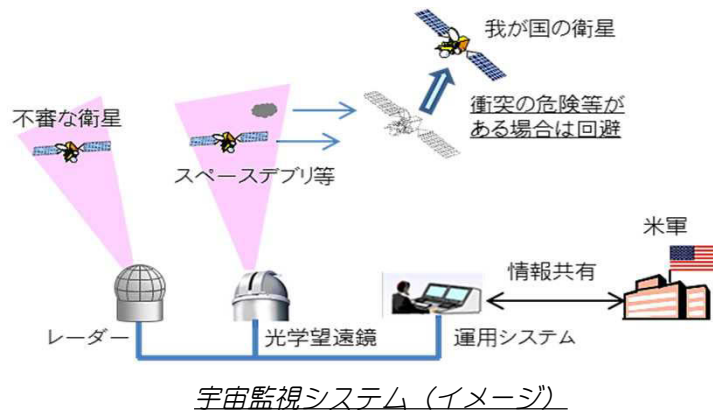 我が国の衛星
不審な衛星
衝突の危険等が
ある場合は回避
スペースデブリ等
米軍
情報共有
レーダー
光学望遠鏡
運用システム
宇宙監視システム（イメージ）